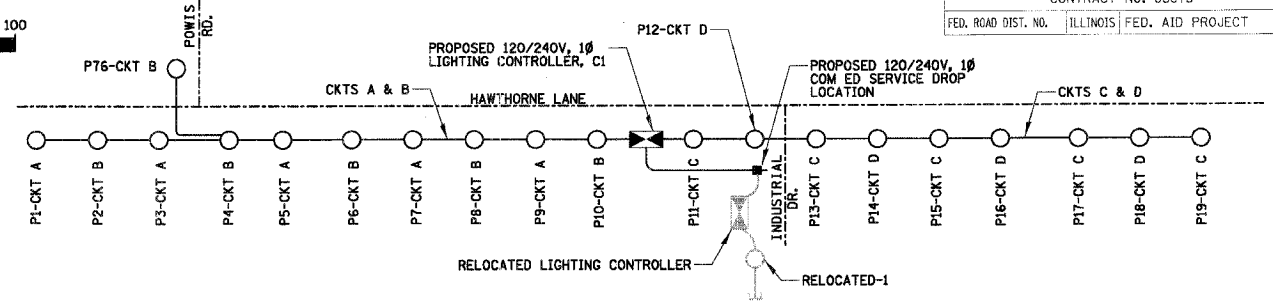 CONTRACT NO.
FED. ROAD DIST. NO.
ILLINOIS
FED. AID PROJECT
100
POWIS
RD.
P76-CKT B
CKTS A & B
PROPOSED 120/240V, 1Ø
LIGHTING CONTROLLER, C1
HAWTHORNE LANE
P12-CKT D
PROPOSED 120/240V, 1Ø
COM ED SERVICE DROP
LOCATION
CKTS C & D
P1-CKT A
P2-CKT B
P3-CKT A
P4-CKT B
P5-CKT A
P6-CKT B
P7-CKT A
P8-CKT B
P9-CKT A
P10-CKT B
P11-CKT C
INDUSTRIAL
DR.
P13-CKT C
P14-CKT D
P15-CKT C
P16-CKT D
P17-CKT C
P18-CKT D
P19-CKT C
RELOCATED LIGHTING CONTROLLER
RELOCATED-1